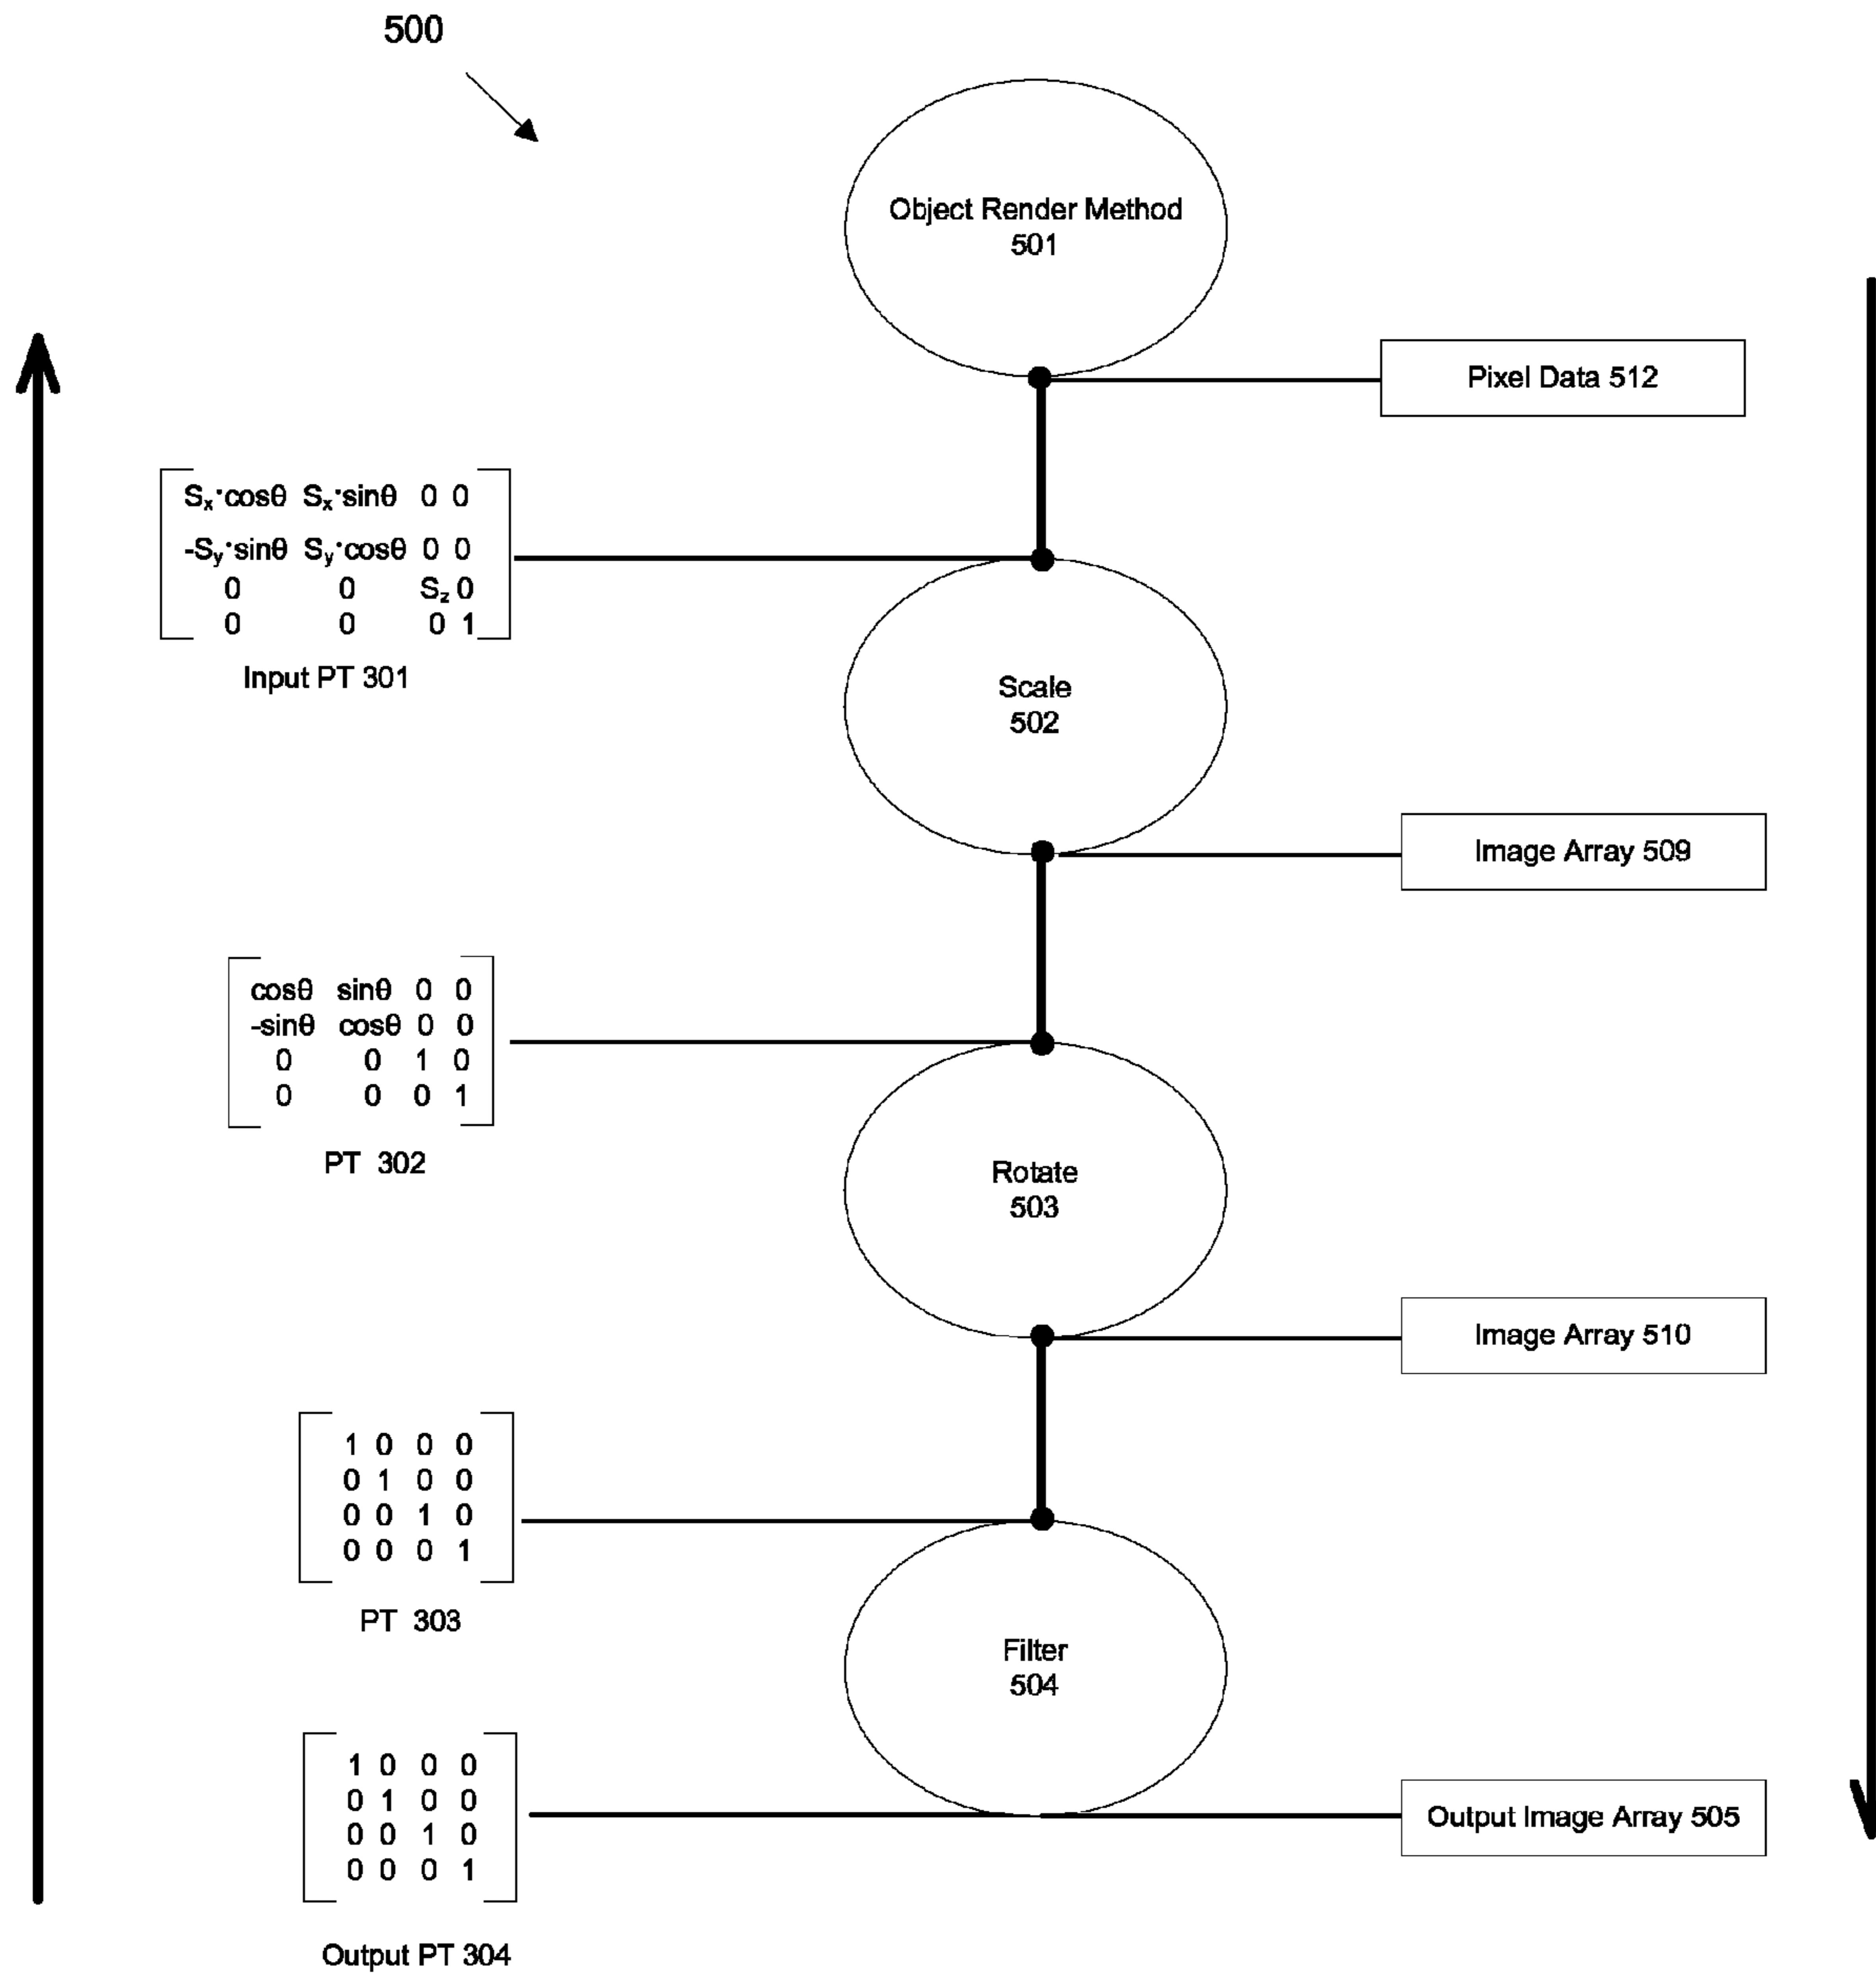 500
Object Render Method
501
Pixel Data 512
Sₓ·cosθ Sₓ·sinθ 0 0
-Sᵧ·sinθ Sᵧ·cosθ 0 0
0 0 S_z 0
0 0 0 1
Input PT 301
Scale
502
Image Array 509
cosθ sinθ 0 0
-sinθ cosθ 0 0
0 0 1 0
0 0 0 1
PT 302
Rotate
503
Image Array 510
1 0 0 0
0 1 0 0
0 0 1 0
0 0 0 1
PT 303
Filter
504
1 0 0 0
0 1 0 0
0 0 1 0
0 0 0 1
Output Image Array 505
Output PT 304